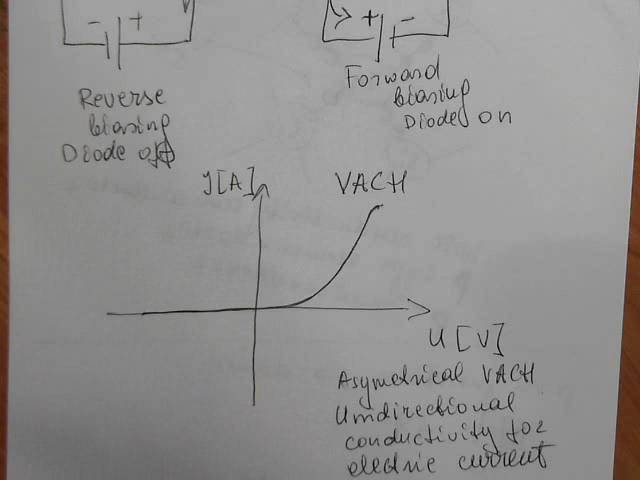 - +
> + -
Reverse
biasing
Diode off
Forward
biasing
Diode on
J[A]
VACH
U [V]
Asymetrical VACH
Unidirectional
conductivity for
electric current